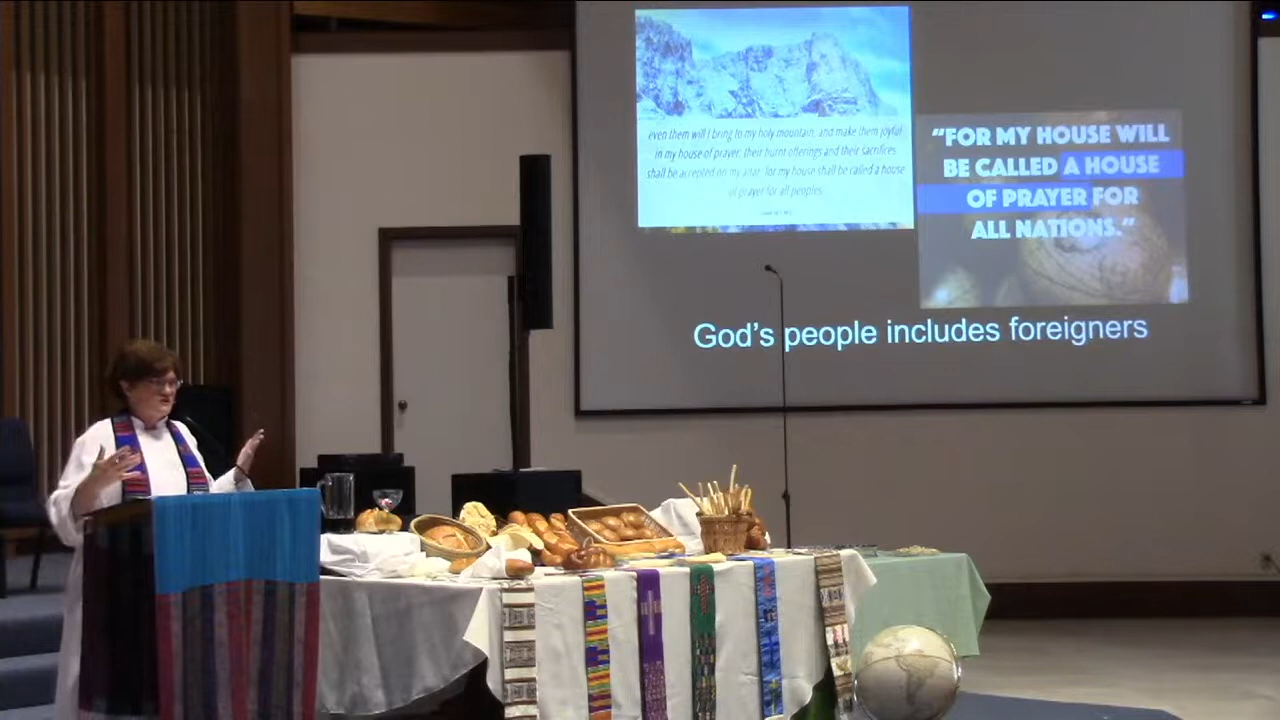 even them will I bring to my holy mountain, and make them joyful
in my house of prayer; their burnt offerings and their sacrifices
shall be accepted on my altar; for my house shall be called a house
of prayer for all peoples.
“FOR MY HOUSE WILL
BE CALLED A HOUSE
OF PRAYER FOR
ALL NATIONS.”
God’s people includes foreigners